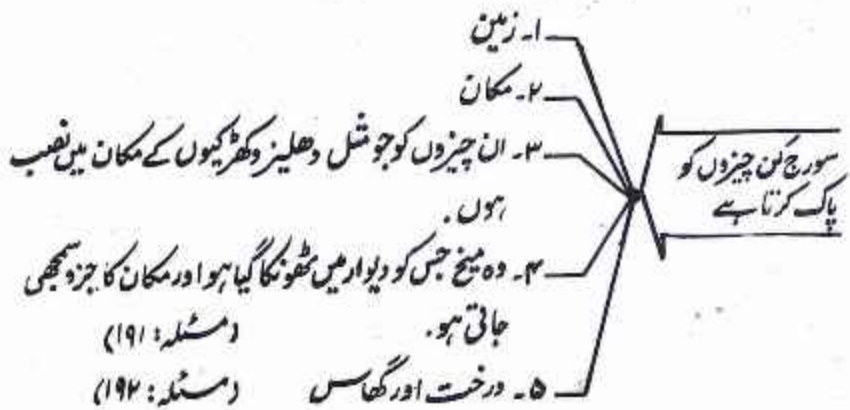 سورج کن چیزوں کو
پاک کرتا ہے
۱۔ زمین
۲۔ مکان
۳۔ ان چیزوں کو جو مثل دھلیز وکھڑکیوں کے مکان میں نصب
ہوں۔
۴۔ وہ میخ جس کو دیوار میں ٹھونکا گیا ہو اور مکان کا جزو سمجھی
جاتی ہو۔ (مسئلہ: ۱۹۱)
۵۔ درخت اور گھاس (مسئلہ: ۱۹۲)